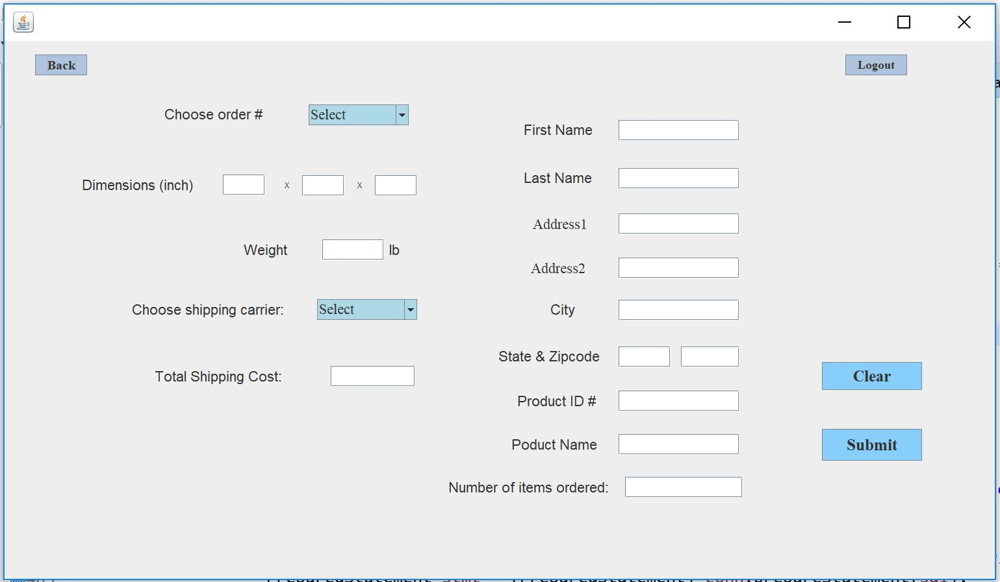 Back
Logout
Choose order #
Select
Dimensions (inch)
x
x
Weight
lb
Choose shipping carrier:
Select
Total Shipping Cost:
First Name
Last Name
Address1
Address2
City
State & Zipcode
Product ID #
Poduct Name
Number of items ordered:
Clear
Submit